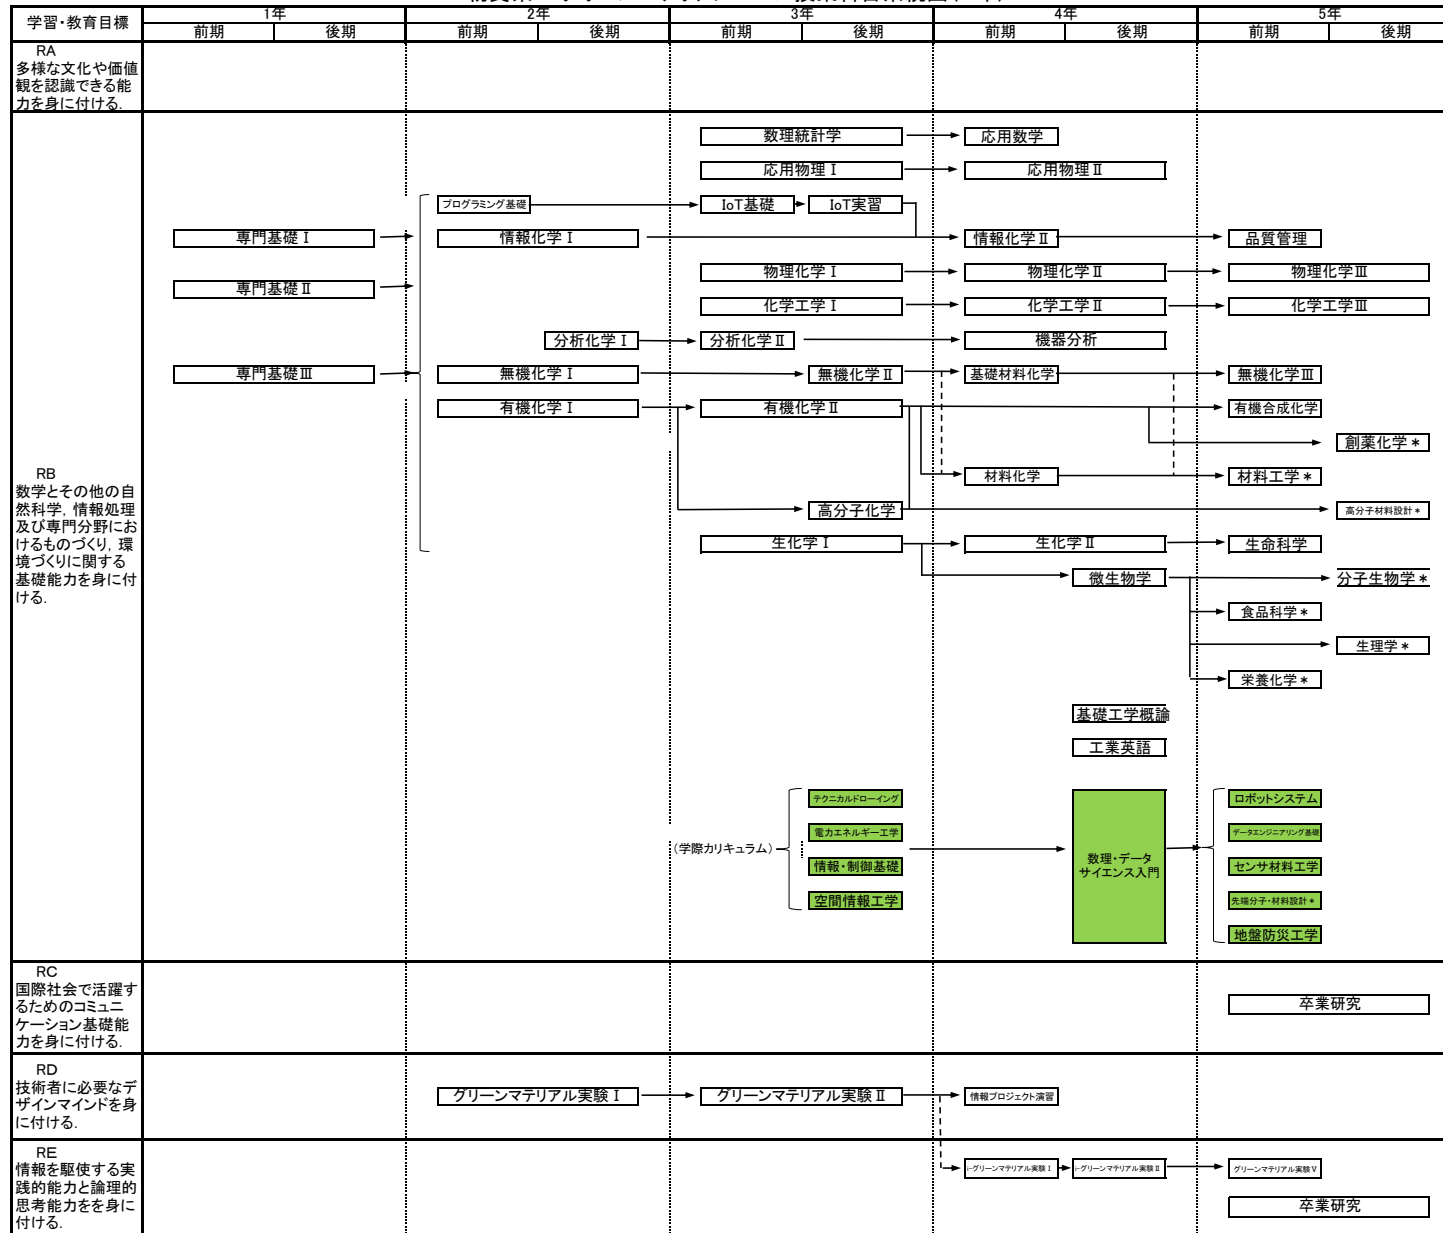 学習・教育目標
1年
2年
3年
4年
5年
前期
後期
前期
後期
前期
後期
前期
後期
前期
後期
RA
多様な文化や価値
観を認識できる能
力を身に付ける.
数理統計学
応用数学
応用物理Ⅰ
応用物理Ⅱ
プログラミング基礎
IoT基礎
IoT実習
専門基礎Ⅰ
情報化学Ⅰ
情報化学Ⅱ
品質管理
専門基礎Ⅱ
物理化学Ⅰ
物理化学Ⅱ
物理化学Ⅲ
化学工学Ⅰ
化学工学Ⅱ
化学工学Ⅲ
分析化学Ⅰ
分析化学Ⅱ
機器分析
専門基礎Ⅲ
無機化学Ⅰ
無機化学Ⅱ
基礎材料化学
無機化学Ⅲ
有機化学Ⅰ
有機化学Ⅱ
有機合成化学
創薬化学*
材料化学
材料工学*
高分子化学
高分子材料設計*
RB
数学とその他の自
然科学, 情報処理
及び専門分野にお
けるものづくり, 環
境づくりに関する
基礎能力を身に付
ける.
生化学Ⅰ
生化学Ⅱ
生命科学
微生物学
分子生物学*
食品科学*
生理学*
栄養化学*
基礎工学概論
工業英語
(学際カリキュラム)
テクニカルドローイング
電力エネルギー工学
情報・制御基礎
空間情報工学
数理・データ
サイエンス入門
ロボットシステム
データエンジニアリング基礎
センサ材料工学
先端分子・材料設計*
地盤防災工学
RC
国際社会で活躍す
るためのコミュニ
ケーション基礎能
力を身に付ける.
卒業研究
RD
技術者に必要なデ
ザインマインドを身
に付ける.
グリーンマテリアル実験Ⅰ
グリーンマテリアル実験Ⅱ
情報プロジェクト演習
RE
情報を駆使する実
践的能力と論理的
思考能力をを身に
付ける.
i-グリーンマテリアル実験Ⅰ
i-グリーンマテリアル実験Ⅱ
グリーンマテリアル実験Ⅴ
卒業研究